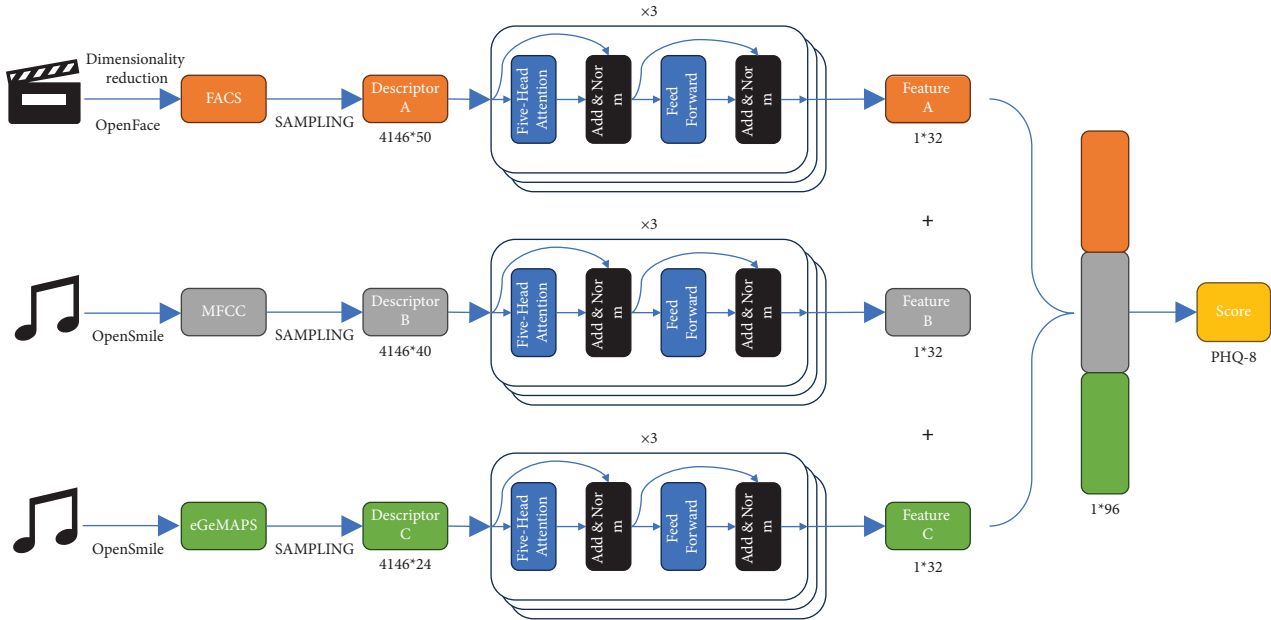 ×3
Dimensionality
reduction
OpenFace
FACS
SAMPLING
Descriptor
A
4146*50
Five-Head
Attention
Add & Nor
m
Feed
Forward
Add & Nor
m
Feature
A
1*32
+
×3
OpenSmile
MFCC
SAMPLING
Descriptor
B
4146*40
Five-Head
Attention
Add & Nor
m
Feed
Forward
Add & Nor
m
Feature
B
1*32
+
×3
OpenSmile
eGeMAPS
SAMPLING
Descriptor
C
4146*24
Five-Head
Attention
Add & Nor
m
Feed
Forward
Add & Nor
m
Feature
C
1*32
1*96
Score
PHQ-8